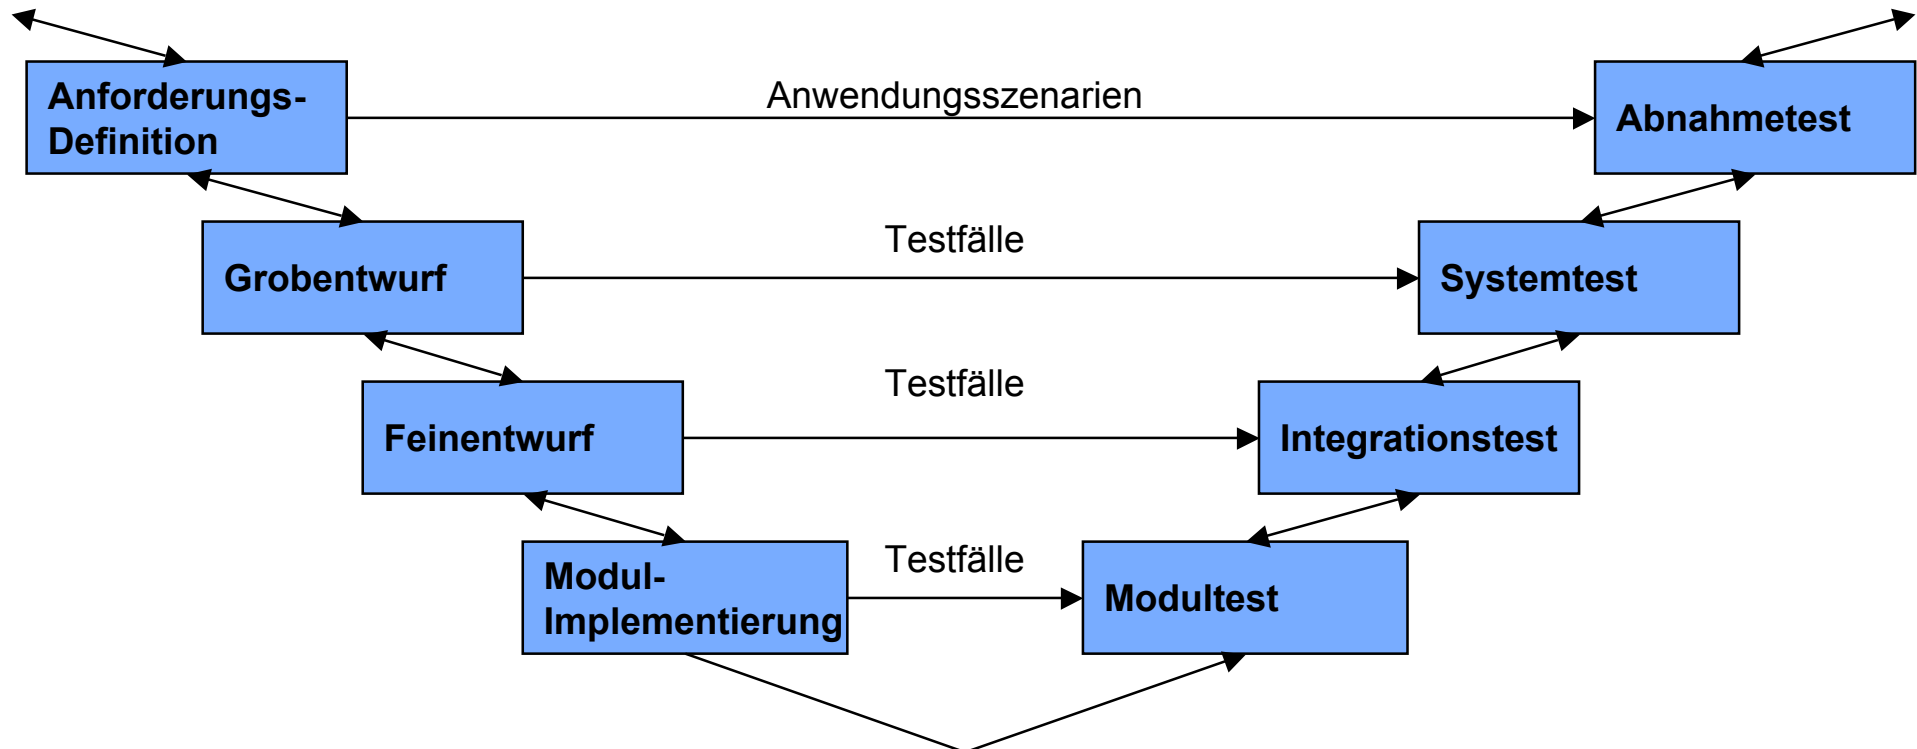 Anforderungs-
Definition
Anwendungsszenarien
Abnahmetest
Grobentwurf
Testfälle
Systemtest
Feinentwurf
Testfälle
Integrationstest
Modul-
Implementierung
Testfälle
Modultest